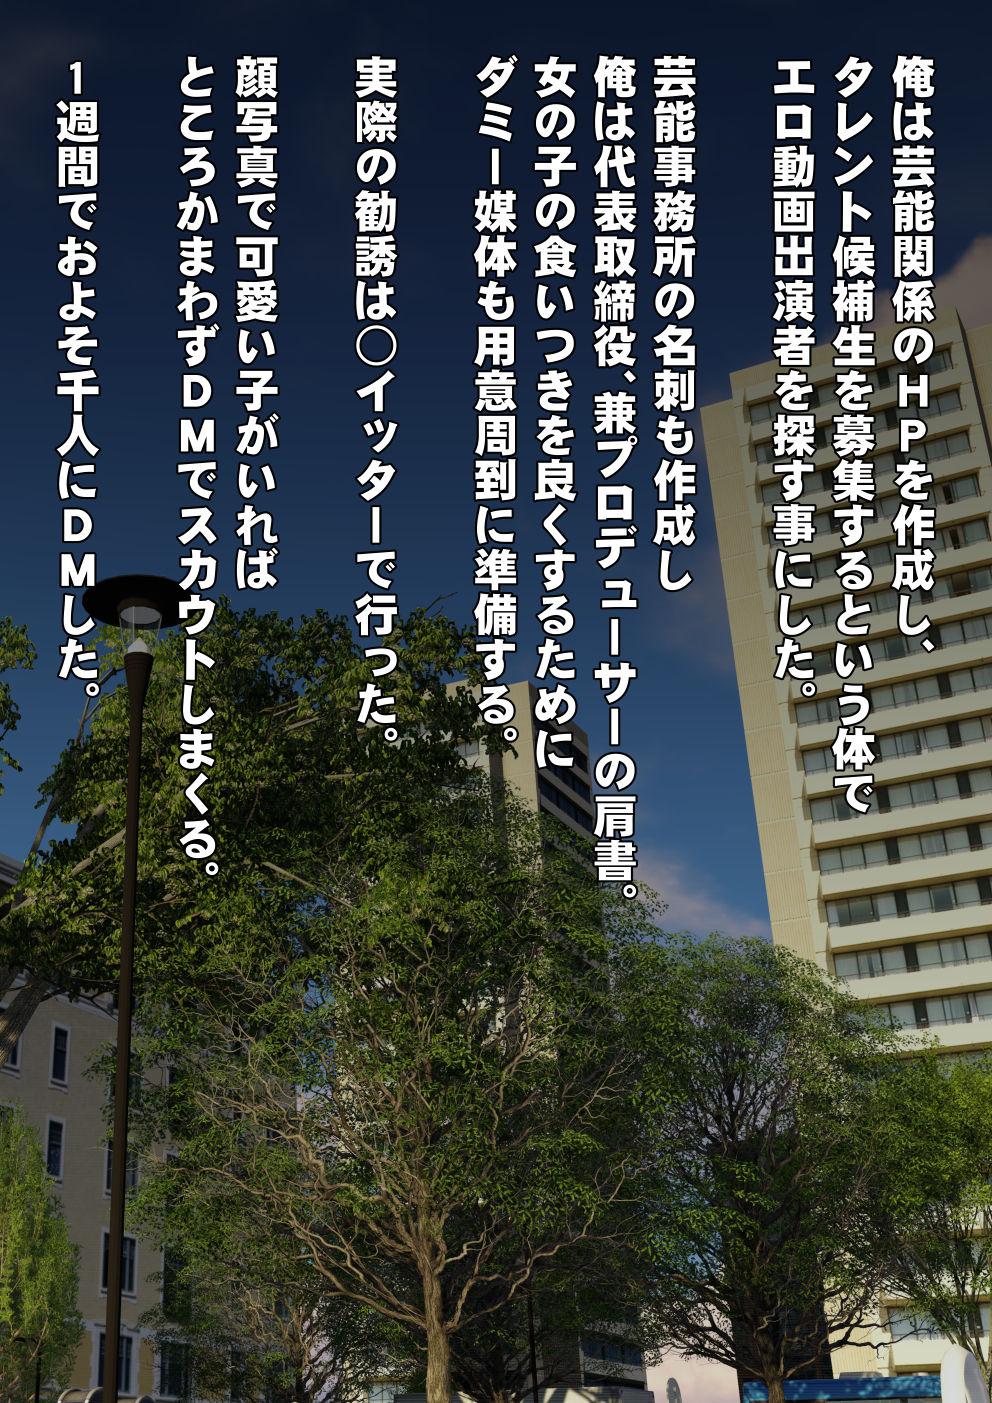 俺は芸能関係のＨＰを作成し、
タレント候補生を募集するという体で
エロ動画出演者を探す事にした。
芸能事務所の名刺も作成し
俺は代表取締役、兼プロデューサーの肩書。
女の子の食いつきを良くするために
ダミー媒体も用意周到に準備する。
実際の勧誘は○イッターで行った。
顔写真で可愛い子がいれば
ところかまわずＤＭでスカウトしまくる。
１週間でおよそ千人にＤＭした。